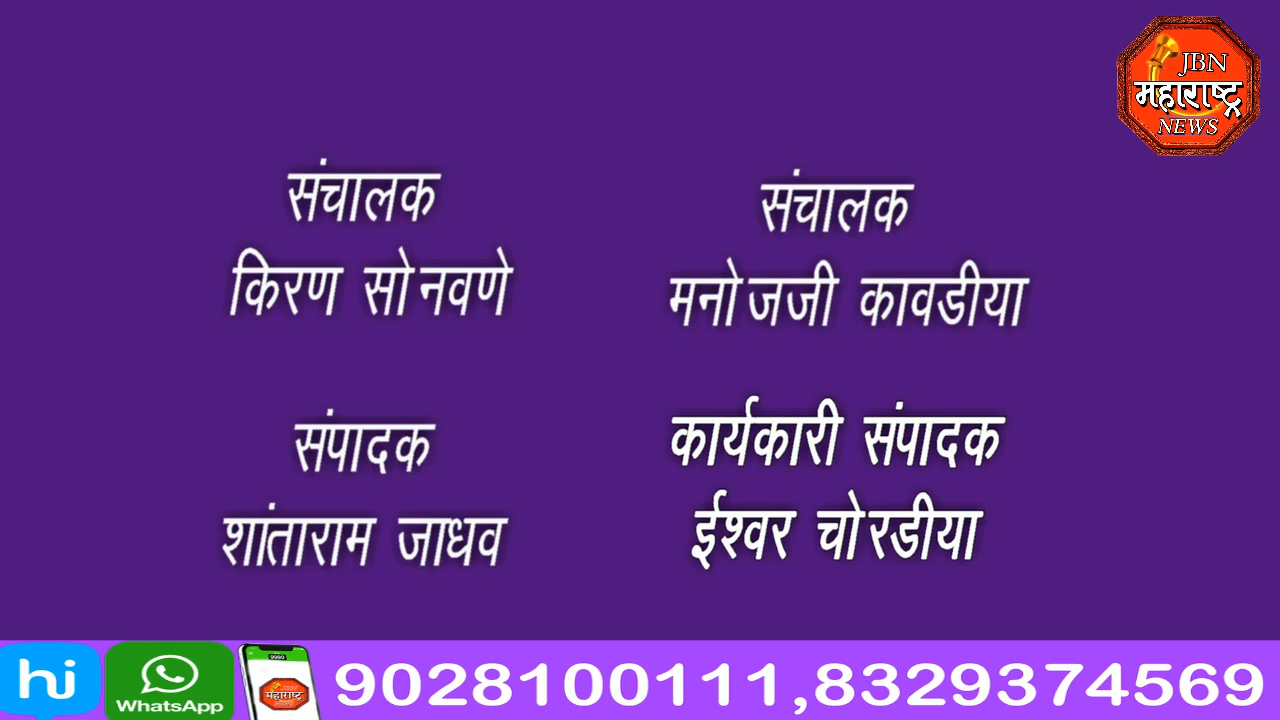 JBN
महाराष्ट्र
NEWS
संचालक
किरण सोनवणे
संचालक
मनोजजी कावडीया
संपादक
शांताराम जाधव
कार्यकारी संपादक
ईश्वर चोरडीया
hi
WhatsApp
महाराष्ट्र
9028100111,8329374569